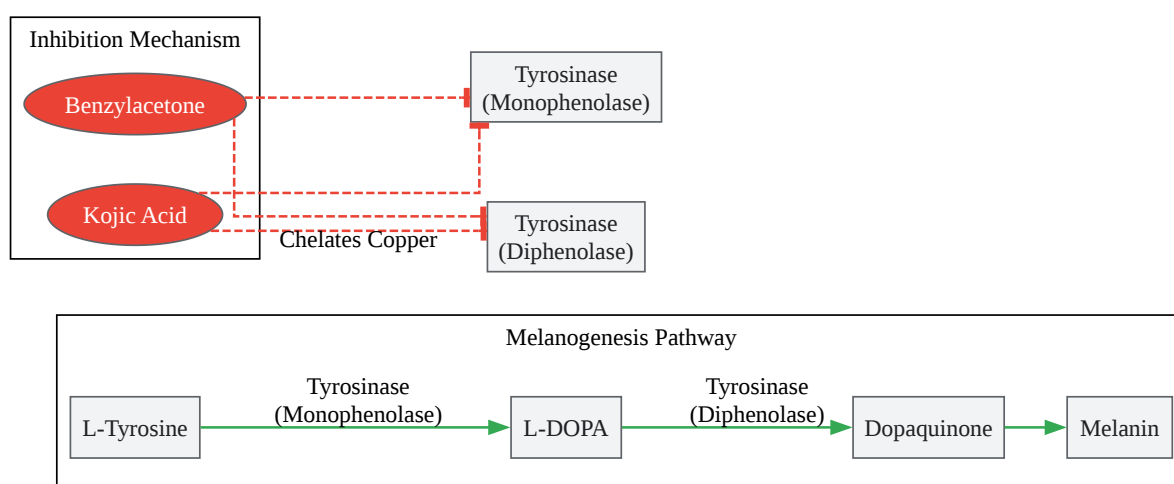 Inhibition Mechanism
Benzylacetone
Tyrosinase
(Monophenolase)
Kojic Acid
Chelates Copper
Tyrosinase
(Diphenolase)
Melanogenesis Pathway
L-Tyrosine
Tyrosinase
(Monophenolase)
L-DOPA
Tyrosinase
(Diphenolase)
Dopaquinone
Melanin